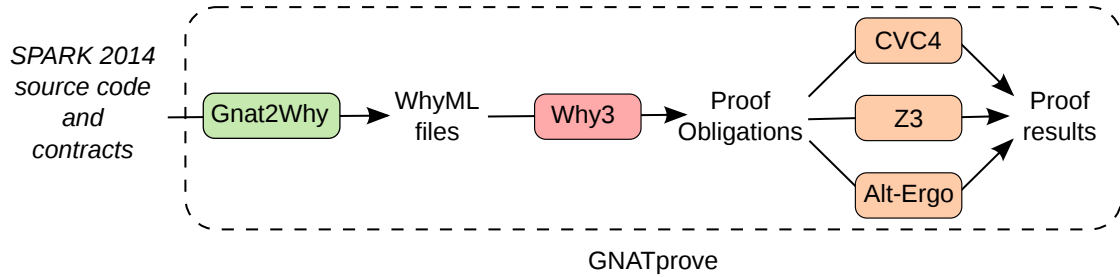 SPARK 2014
source code
and
contracts
Gnat2Why
WhyML
files
Why3
Proof
Obligations
CVC4
Z3
Alt-Ergo
Proof
results
GNATprove